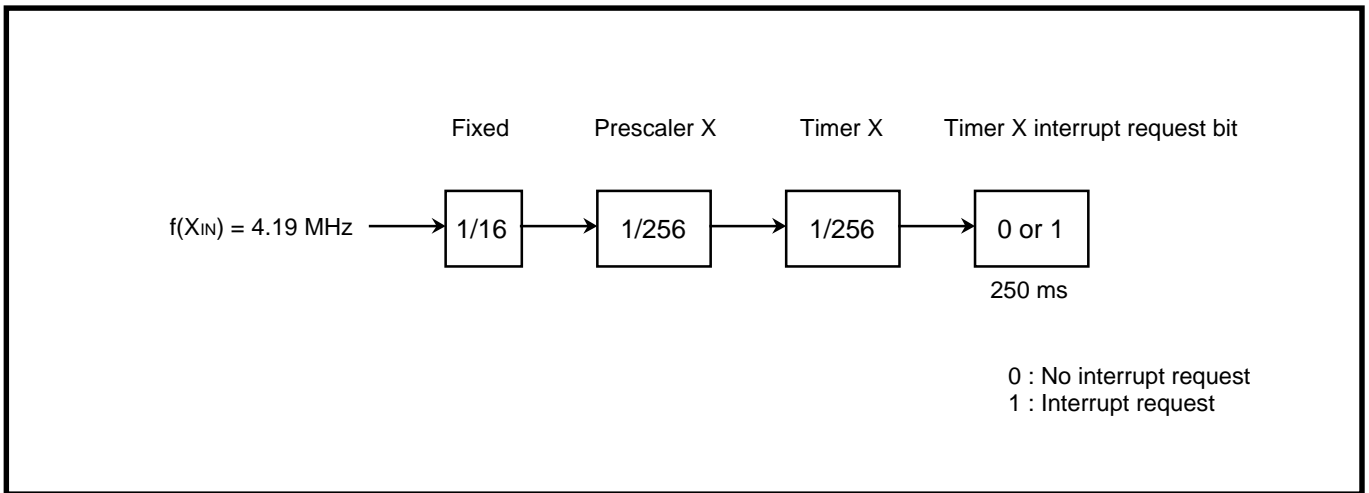 Fixed Prescaler X Timer X Timer X interrupt request bit
f(XIN) = 4.19 MHz 1/16 1/256 1/256 0 or 1
250 ms
0 : No interrupt request
1 : Interrupt request